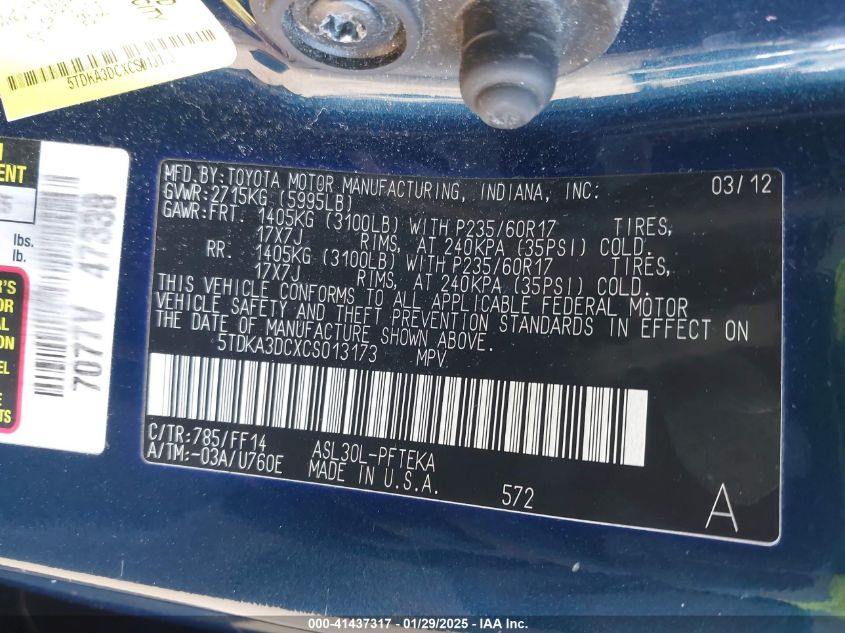 5TDKA3DCXCS013173
MFD.BY:TOYOTA MOTOR MANUFACTURING, INDIANA, INC. 03/12
GVWR:2715KG (5995LB)
GAWR:FRT. 1405KG (3100LB) WITH P235/60R17 TIRES,
17X7J RIMS, AT 240KPA (35PSI) COLD.
RR. 1405KG (3100LB) WITH P235/60R17 TIRES,
17X7J RIMS, AT 240KPA (35PSI) COLD.
THIS VEHICLE CONFORMS TO ALL APPLICABLE FEDERAL MOTOR
VEHICLE SAFETY AND THEFT PREVENTION STANDARDS IN EFFECT ON
THE DATE OF MANUFACTURE SHOWN ABOVE.
5TDKA3DCXCS013173 MPV
C/TR:785/FF14 ASL30L-PFTEKA
A/TM:-03A/U760E MADE IN U.S.A.
572
A
lbs.
lb.
7077V 47338
000-41437317 - 01/29/2025 - IAA Inc.